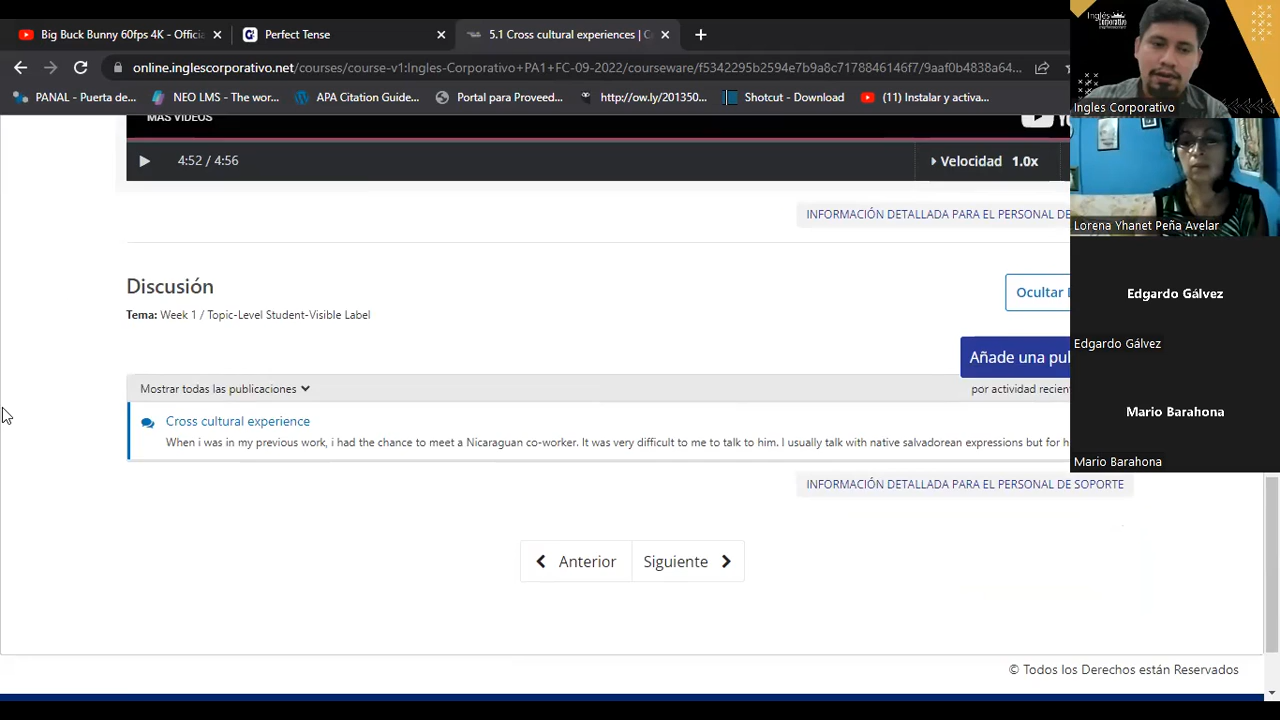 Big Buck Bunny 60fps 4K - Offici
Perfect Tense
5.1 Cross cultural experiences |
online.inglescorporativo.net/courses/course-v1:Ingles-Corporativo+PA1+FC-09-2022/courseware/f5342295b2594e7b9a8c7178846146f7/9aaf0b4838a64...
PANAL - Puerta de...
NEO LMS - The wor...
APA Citation Guide...
Portal para Proveed...
http://ow.ly/201350...
Shotcut - Download
(11) Instalar y activa...
Inglés
Corporativo
Ingles Corporativo
MÁS VÍDEOS
4:52 / 4:56
Velocidad 1.0x
INFORMACIÓN DETALLADA PARA EL PERSONAL DE
Lorena Yhanet Peña Avelar
Discusión
Ocultar
Tema: Week 1 / Topic-Level Student-Visible Label
Edgardo Gálvez
Edgardo Gálvez
Añade una pul
Mostrar todas las publicaciones
por actividad recien
Cross cultural experience
When i was in my previous work, i had the chance to meet a Nicaraguan co-worker. It was very difficult to me to talk to him. I usually talk with native salvadorean expressions but for h
Mario Barahona
Mario Barahona
INFORMACIÓN DETALLADA PARA EL PERSONAL DE SOPORTE
Anterior
Siguiente
© Todos los Derechos están Reservados